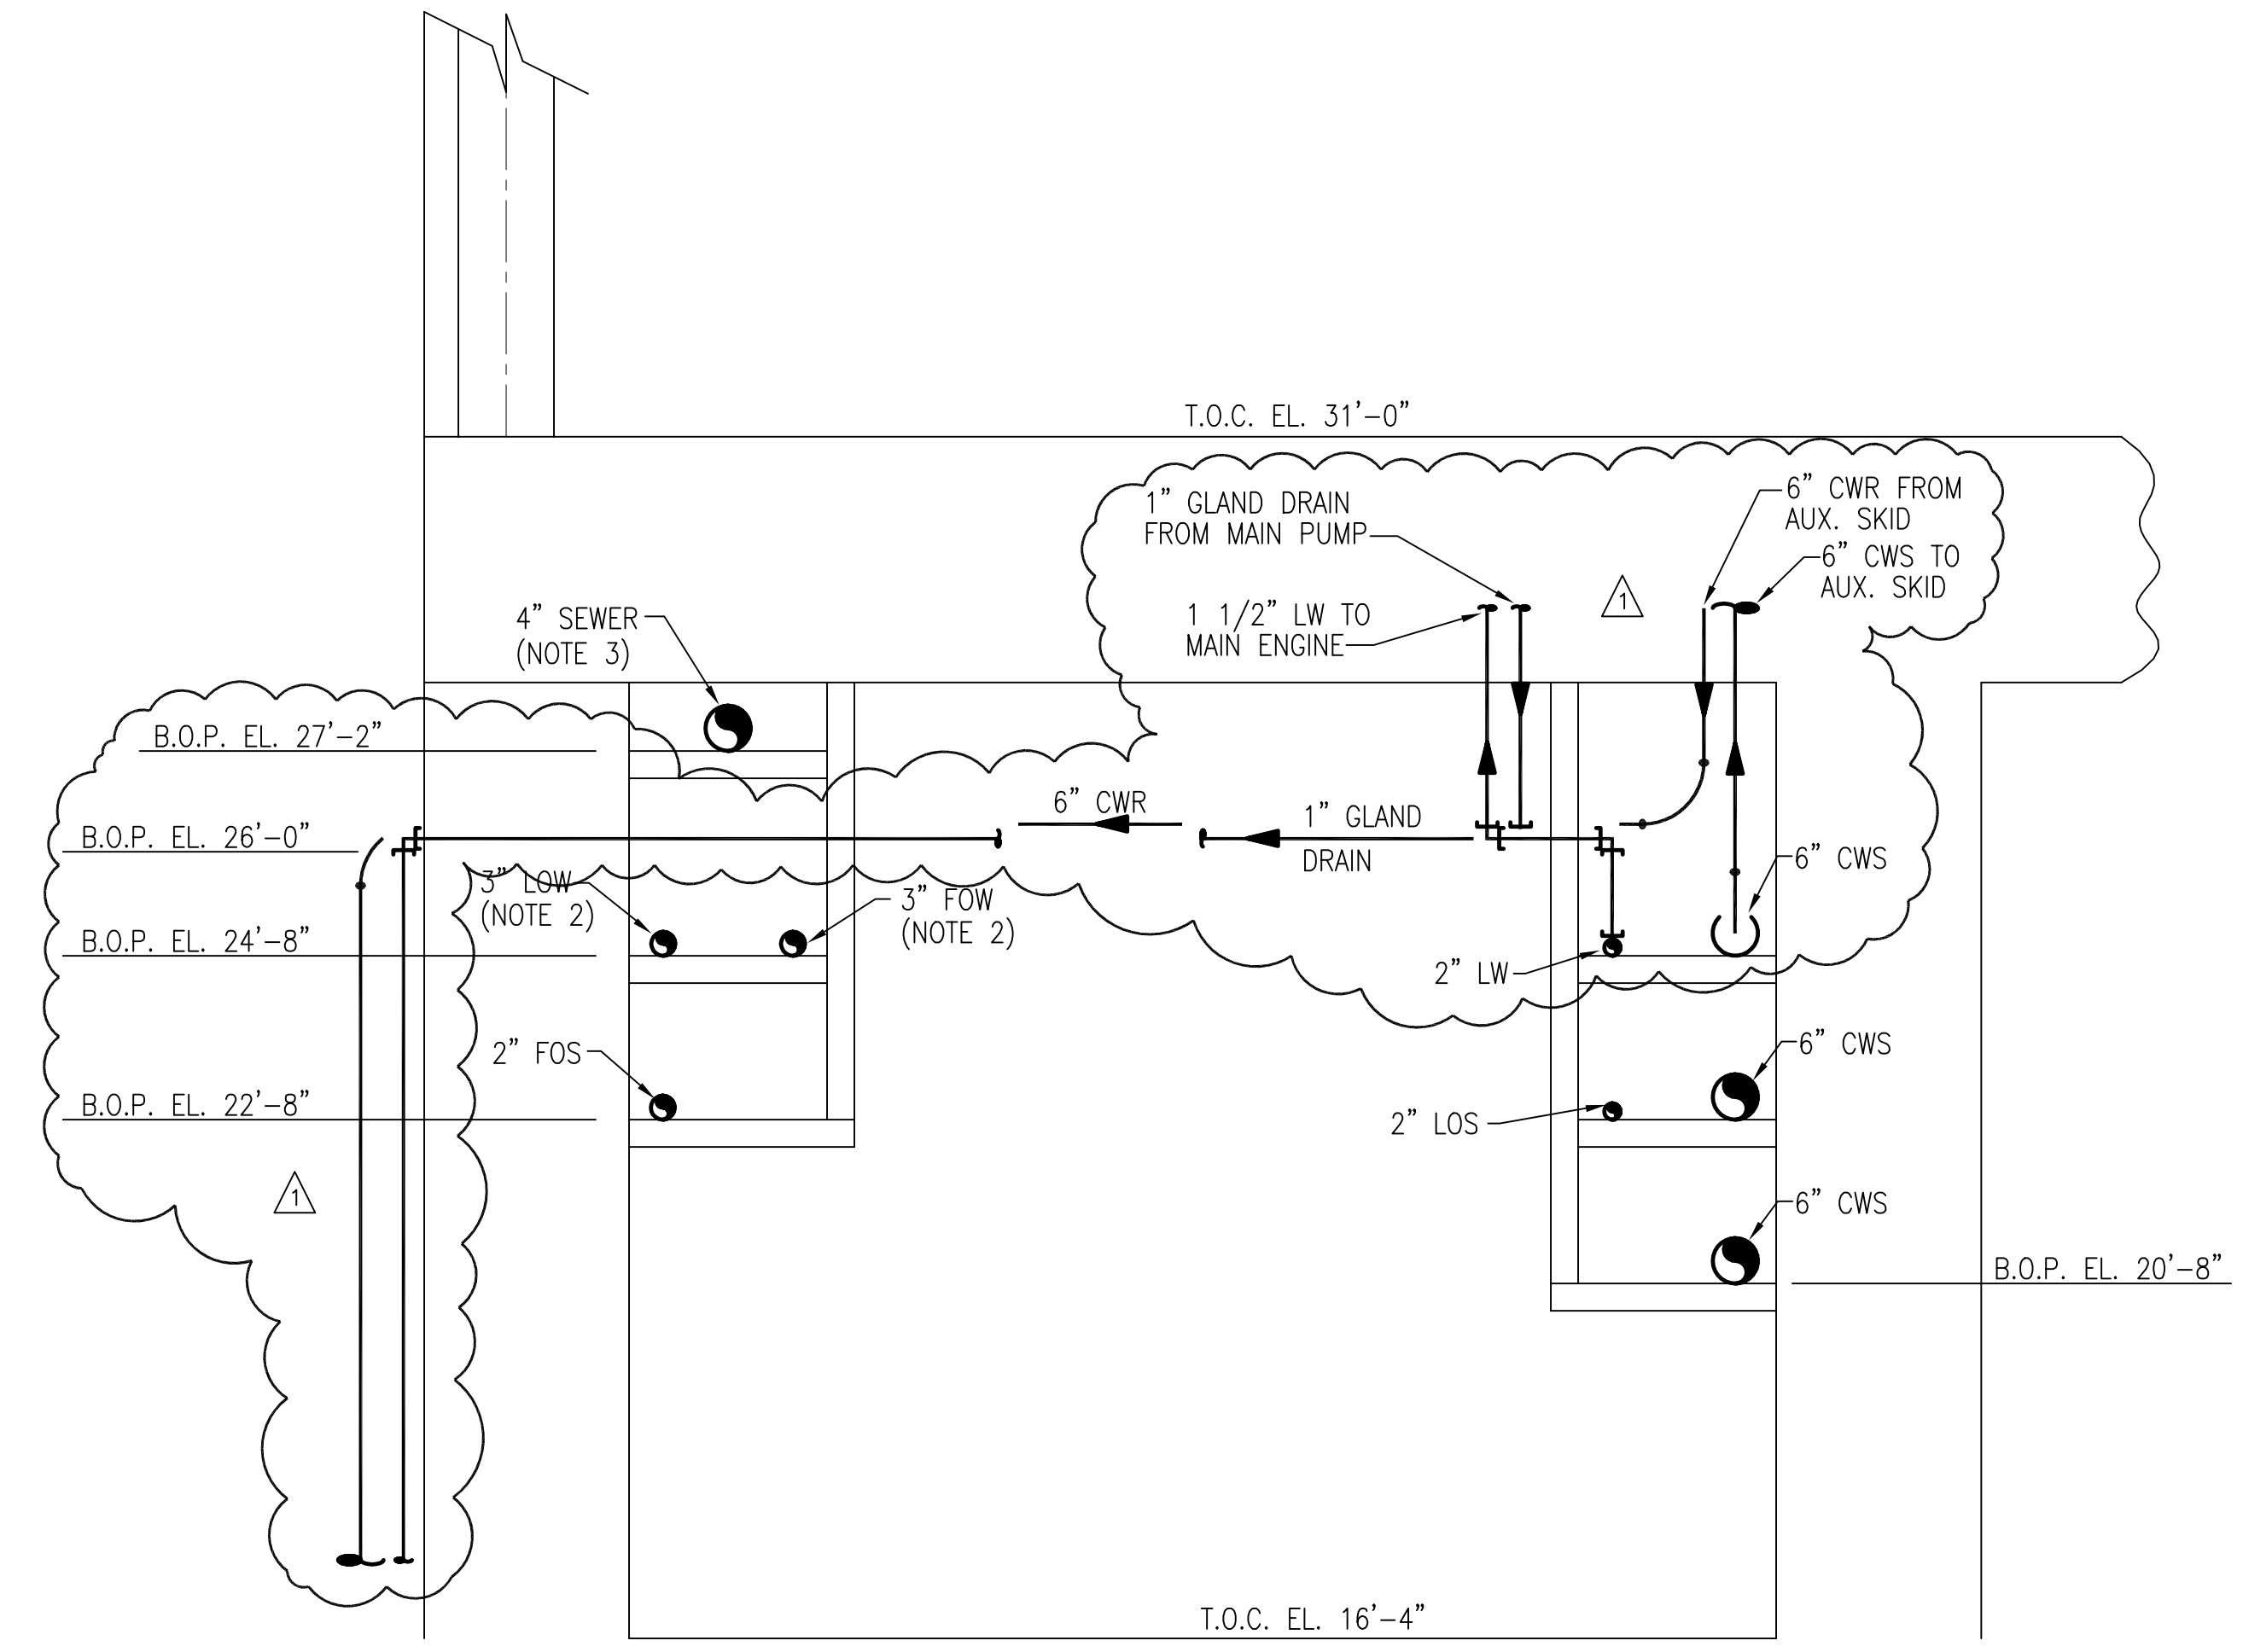 T.O.C. EL. 31'-0"
1" GLAND DRAIN
FROM MAIN PUMP
6" CWR FROM
AUX. SKID
6" CWS TO
AUX. SKID
1
1 1/2" LW TO
MAIN ENGINE
4" SEWER
(NOTE 3)
B.O.P. EL. 27'-2"
6" CWR
1" GLAND
DRAIN
B.O.P. EL. 26'-0"
6" CWS
3" LOW
(NOTE 2)
3" FOW
(NOTE 2)
B.O.P. EL. 24'-8"
2" LW
2" FOS
6" CWS
B.O.P. EL. 22'-8"
2" LOS
1
6" CWS
B.O.P. EL. 20'-8"
T.O.C. EL. 16'-4"